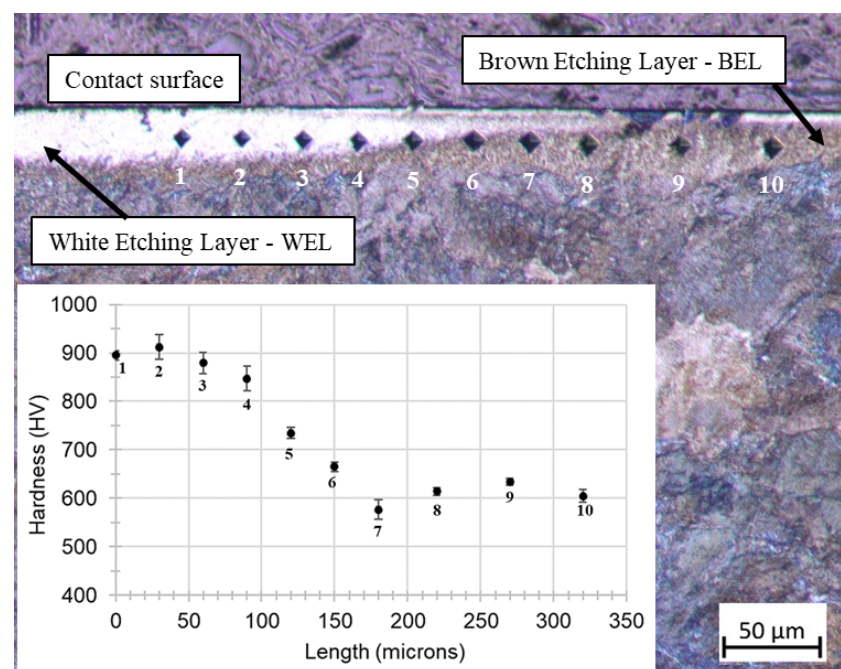 Contact surface
Brown Etching Layer - BEL
1 2 3 4 5 6 7 8 9 10
White Etching Layer - WEL
1000
900
800
700
600
500
400
Hardness (HV)
1
2
3
4
5
6
7
8
9
10
0 50 100 150 200 250 300 350
Length (microns)
50 µm